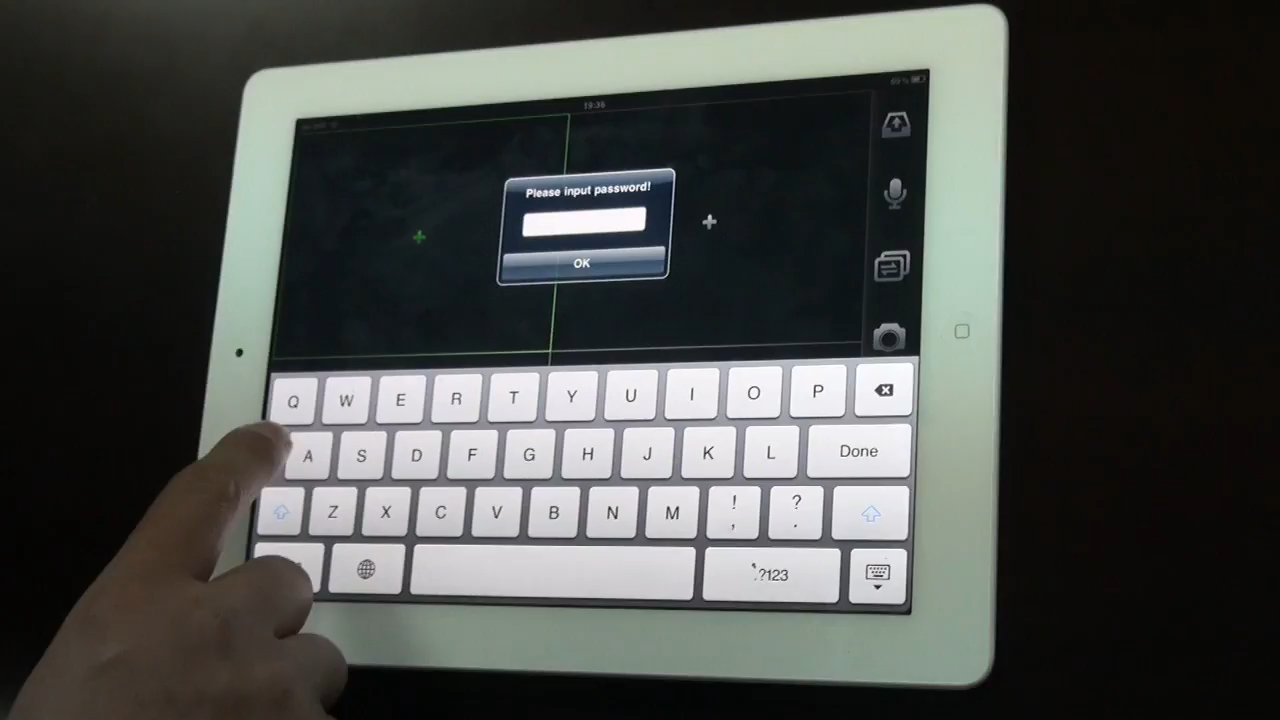 19:36
Please input password!
OK
Q W E R T Y U I O P
A S D F G H J K L Done
Z X C V B N M ! , ? .
.?123